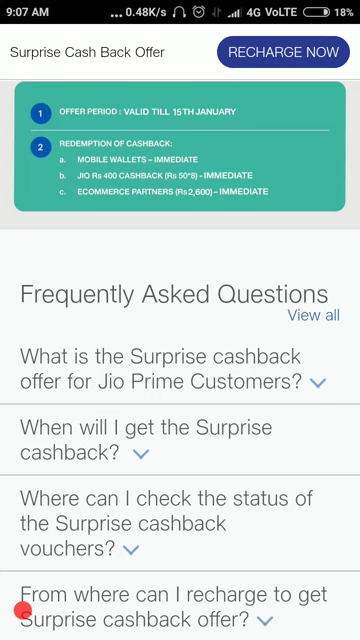 9:07 AM ... 0.48K/s 4G VoLTE 18%
Surprise Cash Back Offer RECHARGE NOW
1 OFFER PERIOD : VALID TILL 15TH JANUARY
2 REDEMPTION OF CASHBACK:
a. MOBILE WALLETS – IMMEDIATE
b. JIO Rs 400 CASHBACK (Rs 50*8) – IMMEDIATE
c. ECOMMERCE PARTNERS (Rs 2,600) – IMMEDIATE
Frequently Asked Questions
View all
What is the Surprise cashback
offer for Jio Prime Customers?
When will I get the Surprise
cashback?
Where can I check the status of
the Surprise cashback
vouchers?
From where can I recharge to get
Surprise cashback offer?